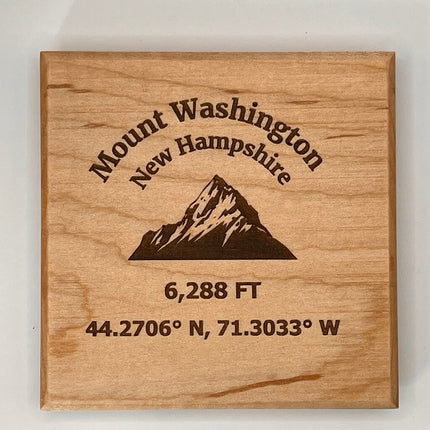 Mount Washington
New Hampshire
6,288 FT
44.2706° N, 71.3033° W